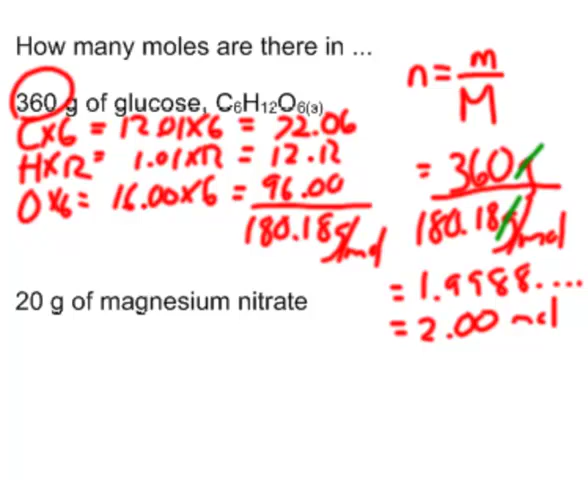 How many moles are there in ...
n = m/M
360 g of glucose, C6H12O6(s)
C×6 = 12.01×6 = 72.06
H×12 = 1.01×12 = 12.12
O×6 = 16.00×6 = 96.00
180.18 g/mol
= 360g / 180.18 g/mol
= 1.9988....
= 2.00 mol
20 g of magnesium nitrate